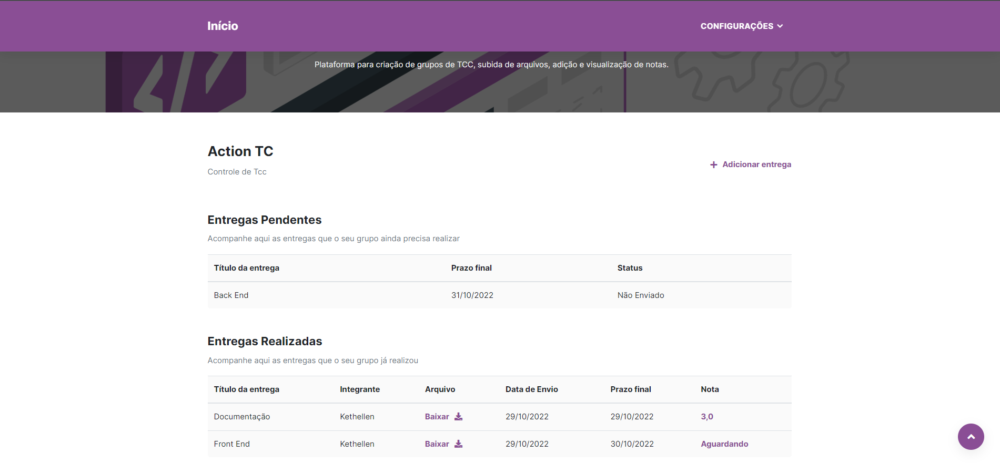 Início
CONFIGURAÇÕES
Plataforma para criação de grupos de TCC, subida de arquivos, adição e visualização de notas.
Action TC
Controle de Tcc
Adicionar entrega
Entregas Pendentes
Acompanhe aqui as entregas que o seu grupo ainda precisa realizar
Título da entrega Prazo final Status
Back End 31/10/2022 Não Enviado
Entregas Realizadas
Acompanhe aqui as entregas que o seu grupo já realizou
Título da entrega Integrante Arquivo Data de Envio Prazo final Nota
Documentação Kethellen Baixar 29/10/2022 29/10/2022 3,0
Front End Kethellen Baixar 29/10/2022 30/10/2022 Aguardando